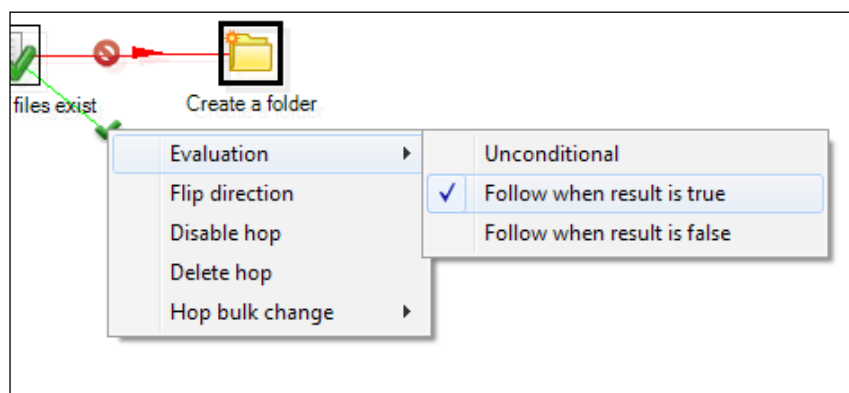 files exist
Create a folder
Evaluation
Flip direction
Disable hop
Delete hop
Hop bulk change
Unconditional
Follow when result is true
Follow when result is false